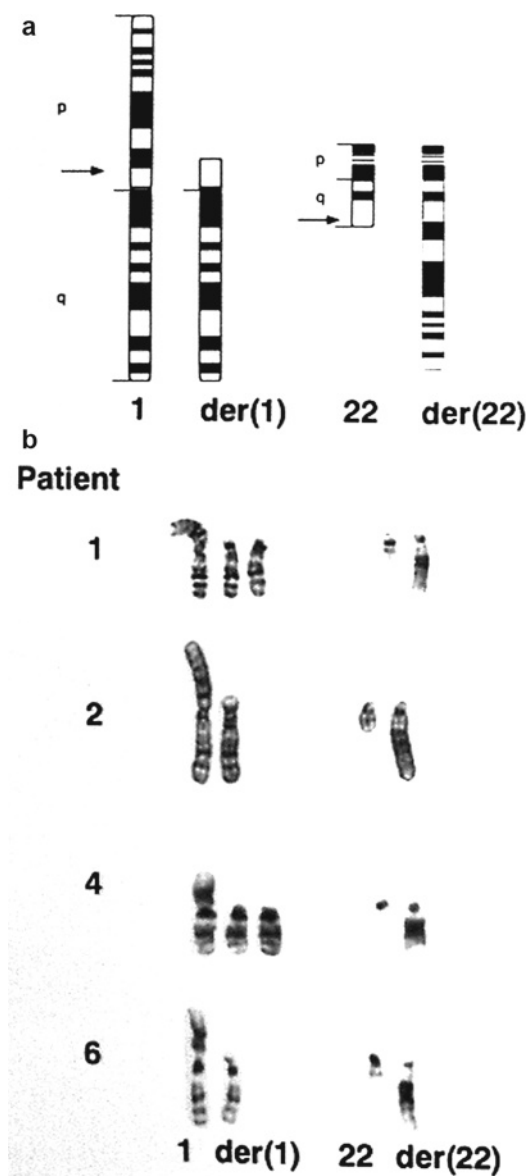 a
p
p
q
q
1 der(1) 22 der(22)
b
Patient
1
2
4
6
1 der(1) 22 der(22)